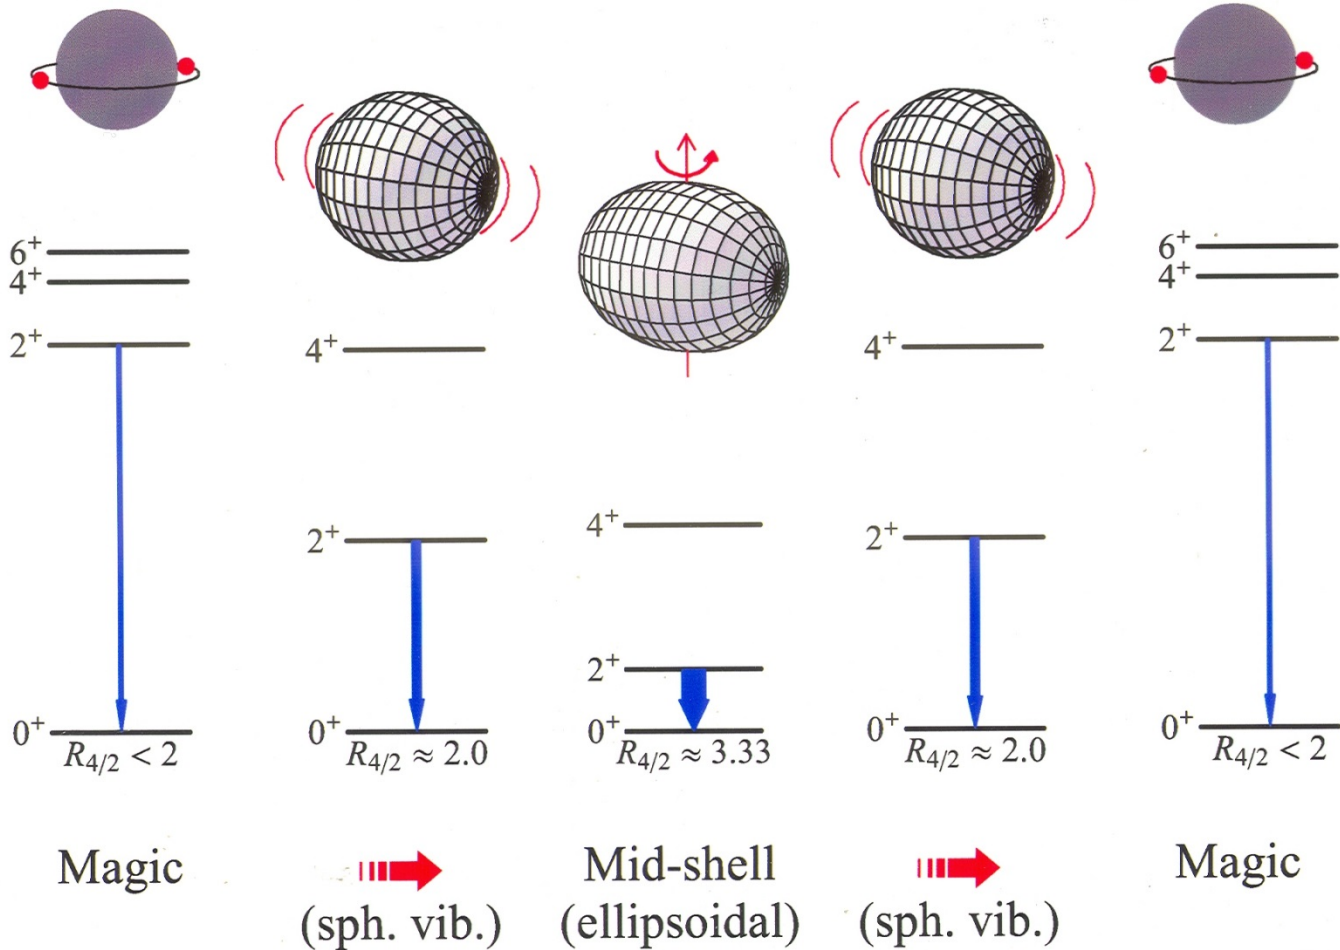 6⁺
4⁺
2⁺
0⁺
R₄/₂ < 2
Magic
4⁺
2⁺
0⁺
R₄/₂ ≈ 2.0
(sph. vib.)
4⁺
2⁺
0⁺
R₄/₂ ≈ 3.33
Mid-shell
(ellipsoidal)
4⁺
2⁺
0⁺
R₄/₂ ≈ 2.0
(sph. vib.)
6⁺
4⁺
2⁺
0⁺
R₄/₂ < 2
Magic